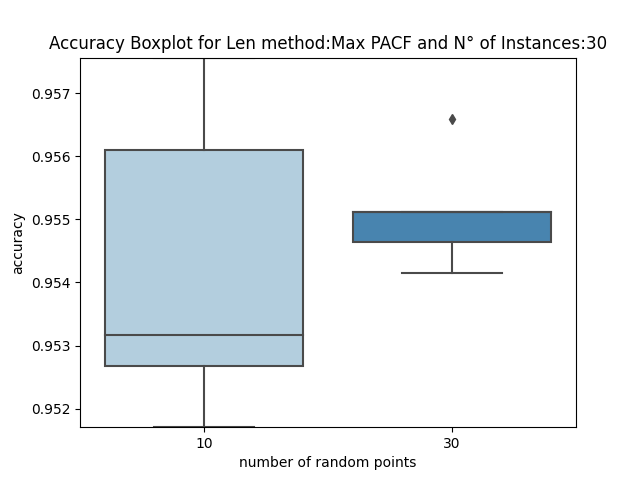 Accuracy Boxplot for Len method:Max PACF and N° of Instances:30
0.957
0.956
0.955
0.954
0.953
0.952
accuracy
10 30
number of random points